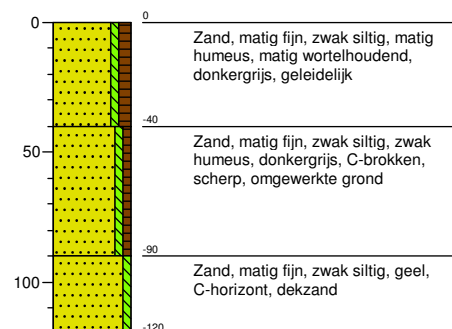 0
0
Zand, matig fijn, zwak siltig, matig
humeus, matig wortelhoudend,
donkergrijs, geleidelijk
-40
Zand, matig fijn, zwak siltig, zwak
humeus, donkergrijs, C-brokken,
scherp, omgewerkte grond
50
-90
Zand, matig fijn, zwak siltig, geel,
C-horizont, dekzand
100
-120